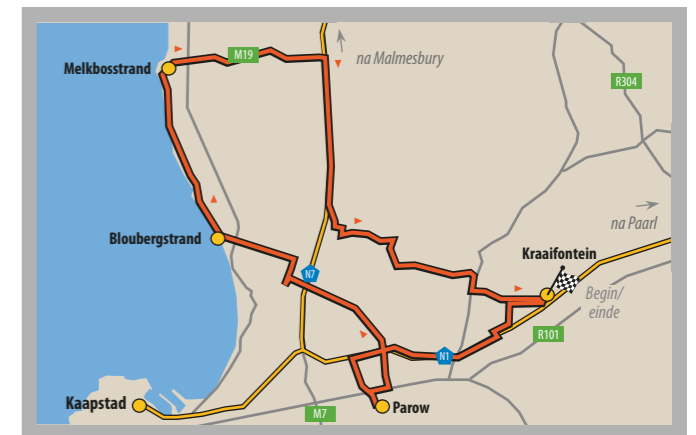 M19
na Malmesbury
Melkbosstrand
R304
na Paarl
Bloubergstrand
Kraaifontein
N7
Begin/
einde
R101
N1
Kaapstad
M7
Parow